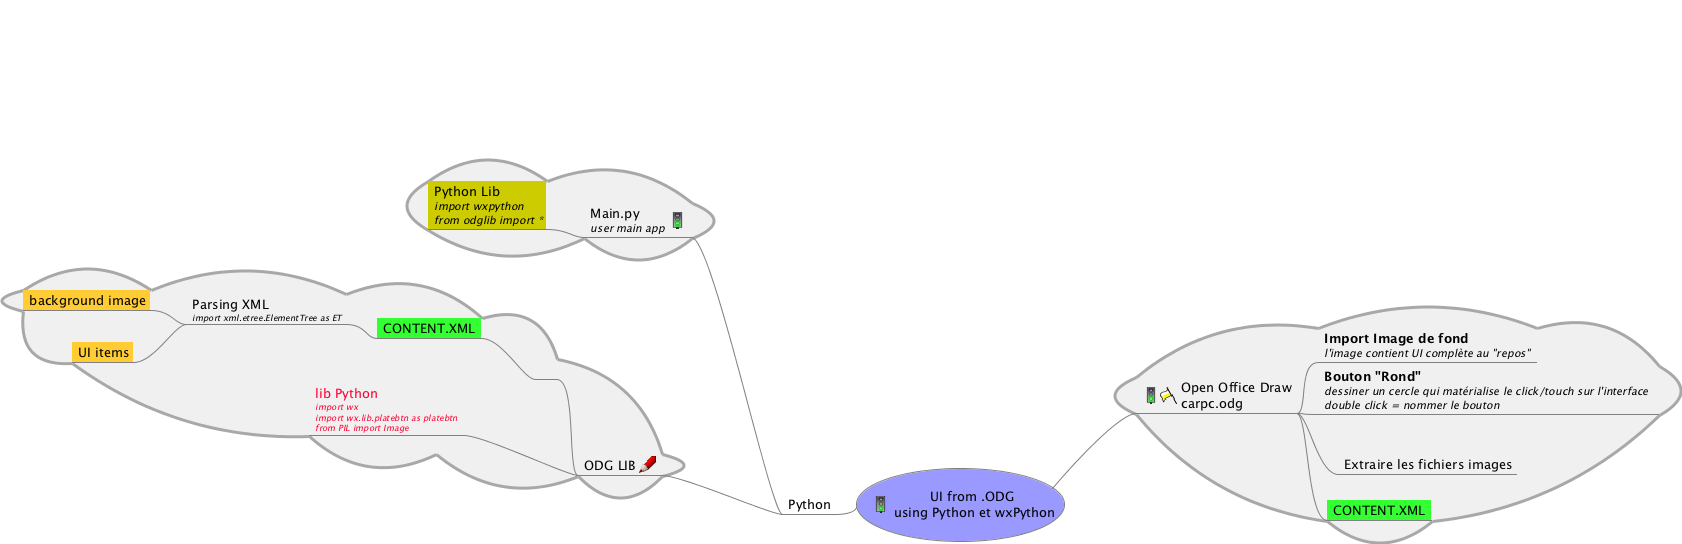 Python Lib
import wxpython
from odglib import *
Main.py
user main app
background image
Parsing XML
import xml.etree.ElementTree as ET
CONTENT.XML
UI items
lib Python
import wx
import wx.lib.platebtn as platebtn
from PIL import Image
ODG LIB
Python
UI from .ODG
using Python et wxPython
Open Office Draw
carpc.odg
Import Image de fond
l'image contient UI complète au "repos"
Bouton "Rond"
dessiner un cercle qui matérialise le click/touch sur l'interface
double click = nommer le bouton
Extraire les fichiers images
CONTENT.XML